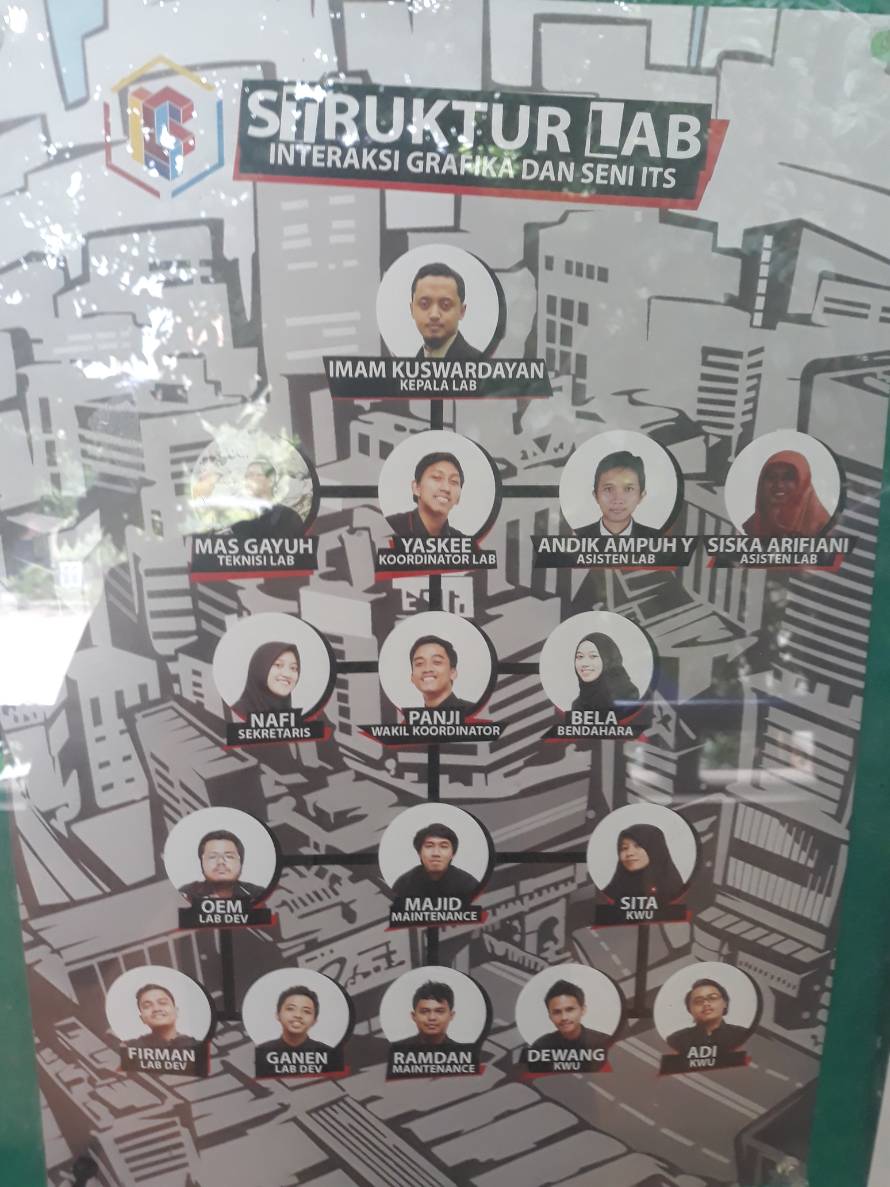 STRUKTUR LAB
INTERAKSI GRAFIKA DAN SENI ITS
IMAM KUSWARDAYAN
KEPALA LAB
MAS GAYUH
TEKNISI LAB
YASKEE
KOORDINATOR LAB
ANDIK AMPUH Y
ASISTEN LAB
SISKA ARIFIANI
ASISTEN LAB
NAFI
SEKRETARIS
PANJI
WAKIL KOORDINATOR
BELA
BENDAHARA
OEM
LAB DEV
MAJID
MAINTENANCE
SITA
KWU
FIRMAN
LAB DEV
GANEN
LAB DEV
RAMDAN
MAINTENANCE
DEWANG
KWU
ADI
KWU